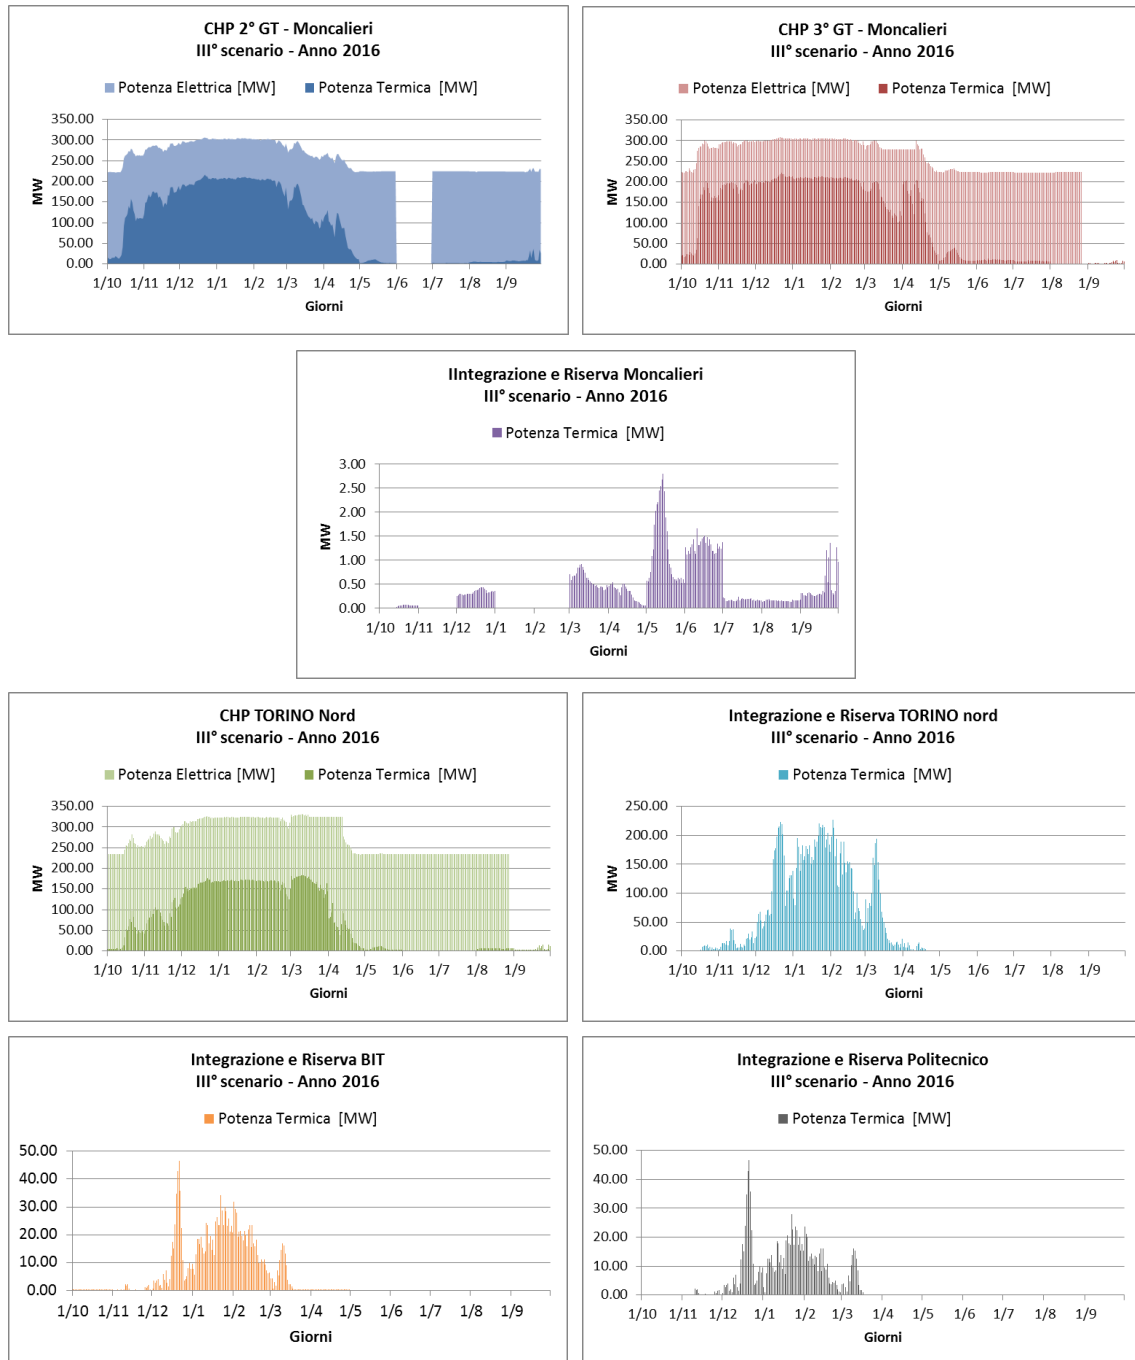 CHP 2° GT - Moncalieri
III° scenario - Anno 2016
Potenza Elettrica [MW] Potenza Termica [MW]
350.00
300.00
250.00
200.00
150.00
100.00
50.00
0.00
MW
1/10 1/11 1/12 1/1 1/2 1/3 1/4 1/5 1/6 1/7 1/8 1/9
Giorni
CHP 3° GT - Moncalieri
III° scenario - Anno 2016
Potenza Elettrica [MW] Potenza Termica [MW]
350.00
300.00
250.00
200.00
150.00
100.00
50.00
0.00
MW
1/10 1/11 1/12 1/1 1/2 1/3 1/4 1/5 1/6 1/7 1/8 1/9
Giorni
IIntegrazione e Riserva Moncalieri
III° scenario - Anno 2016
Potenza Termica [MW]
3.00
2.50
2.00
1.50
1.00
0.50
0.00
MW
1/10 1/11 1/12 1/1 1/2 1/3 1/4 1/5 1/6 1/7 1/8 1/9
Giorni
CHP TORINO Nord
III° scenario - Anno 2016
Potenza Elettrica [MW] Potenza Termica [MW]
350.00
300.00
250.00
200.00
150.00
100.00
50.00
0.00
MW
1/10 1/11 1/12 1/1 1/2 1/3 1/4 1/5 1/6 1/7 1/8 1/9
Giorni
Integrazione e Riserva TORINO nord
III° scenario - Anno 2016
Potenza Termica [MW]
250.00
200.00
150.00
100.00
50.00
0.00
MW
1/10 1/11 1/12 1/1 1/2 1/3 1/4 1/5 1/6 1/7 1/8 1/9
Giorni
Integrazione e Riserva BIT
III° scenario - Anno 2016
Potenza Termica [MW]
50.00
40.00
30.00
20.00
10.00
0.00
1/10 1/11 1/12 1/1 1/2 1/3 1/4 1/5 1/6 1/7 1/8 1/9
Giorni
Integrazione e Riserva Politecnico
III° scenario - Anno 2016
Potenza Termica [MW]
50.00
40.00
30.00
20.00
10.00
0.00
1/10 1/11 1/12 1/1 1/2 1/3 1/4 1/5 1/6 1/7 1/8 1/9
Giorni